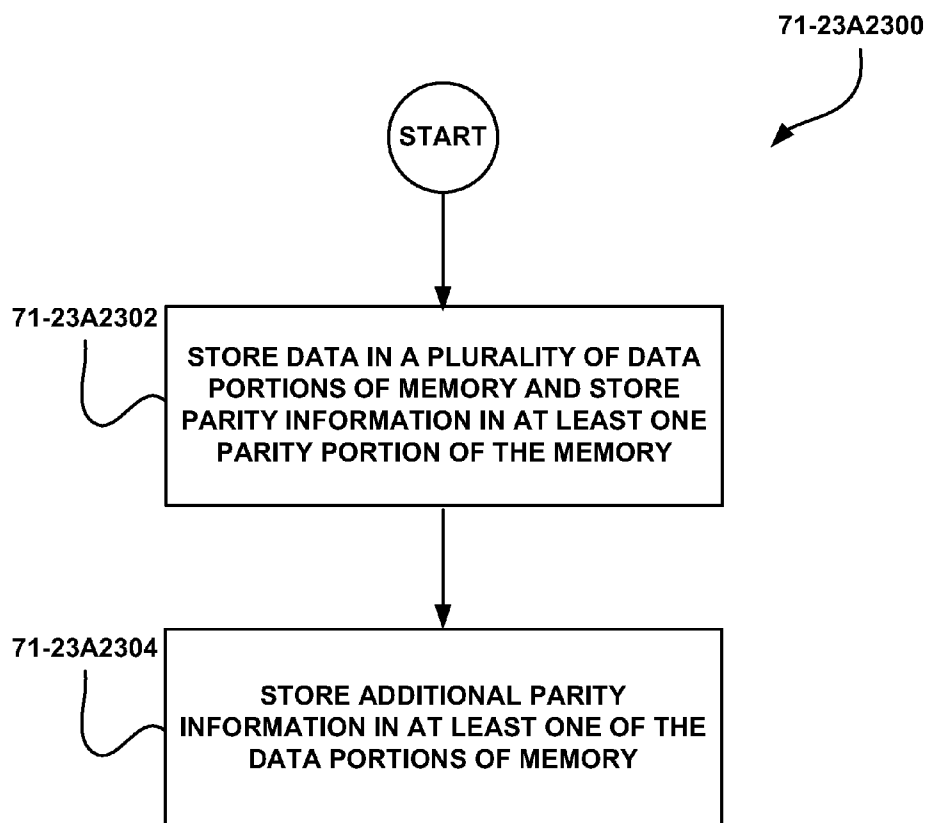 71-23A2300
START
71-23A2302
STORE DATA IN A PLURALITY OF DATA
PORTIONS OF MEMORY AND STORE
PARITY INFORMATION IN AT LEAST ONE
PARITY PORTION OF THE MEMORY
71-23A2304
STORE ADDITIONAL PARITY
INFORMATION IN AT LEAST ONE OF THE
DATA PORTIONS OF MEMORY